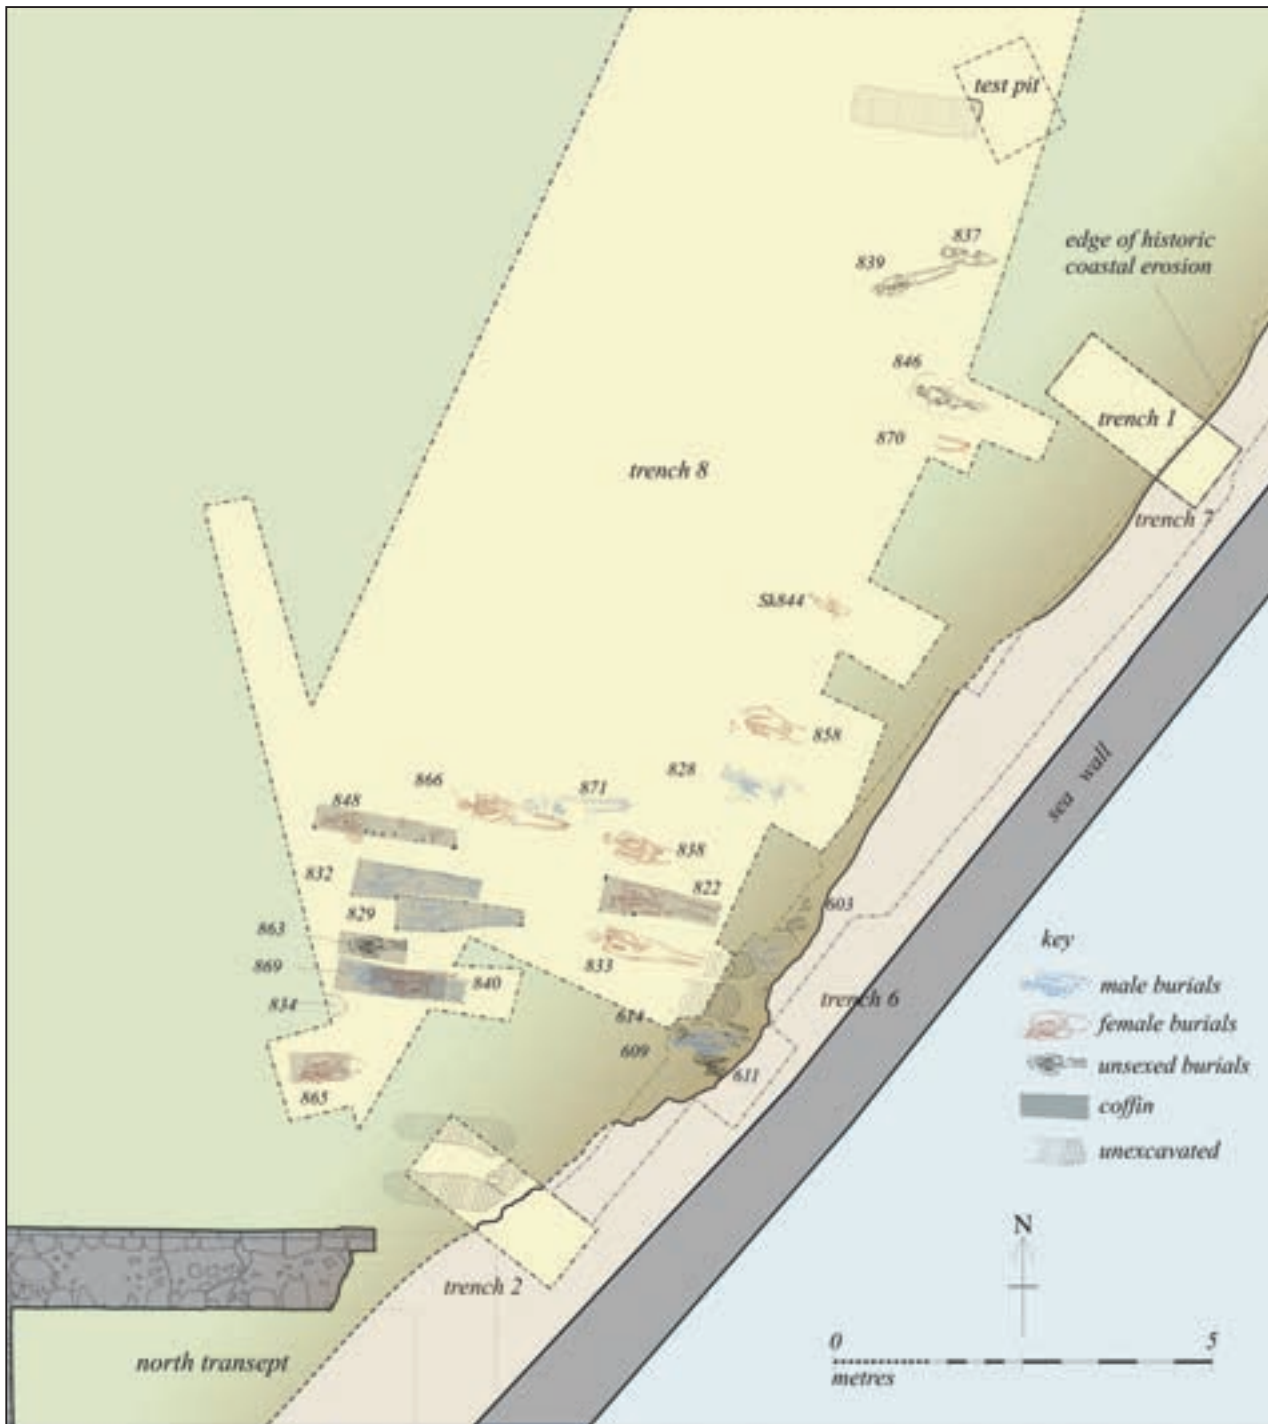 test pit
837
839
edge of historic
coastal erosion
846
trench 1
870
trench 8
trench 7
Sk844
858
828
866
871
848
838
sea wall
832
822
829
603
863
833
key
869
840
male burials
834
trench 6
614
female burials
609
unsexed burials
611
865
coffin
unexcavated
N
trench 2
0 5
north transept
metres